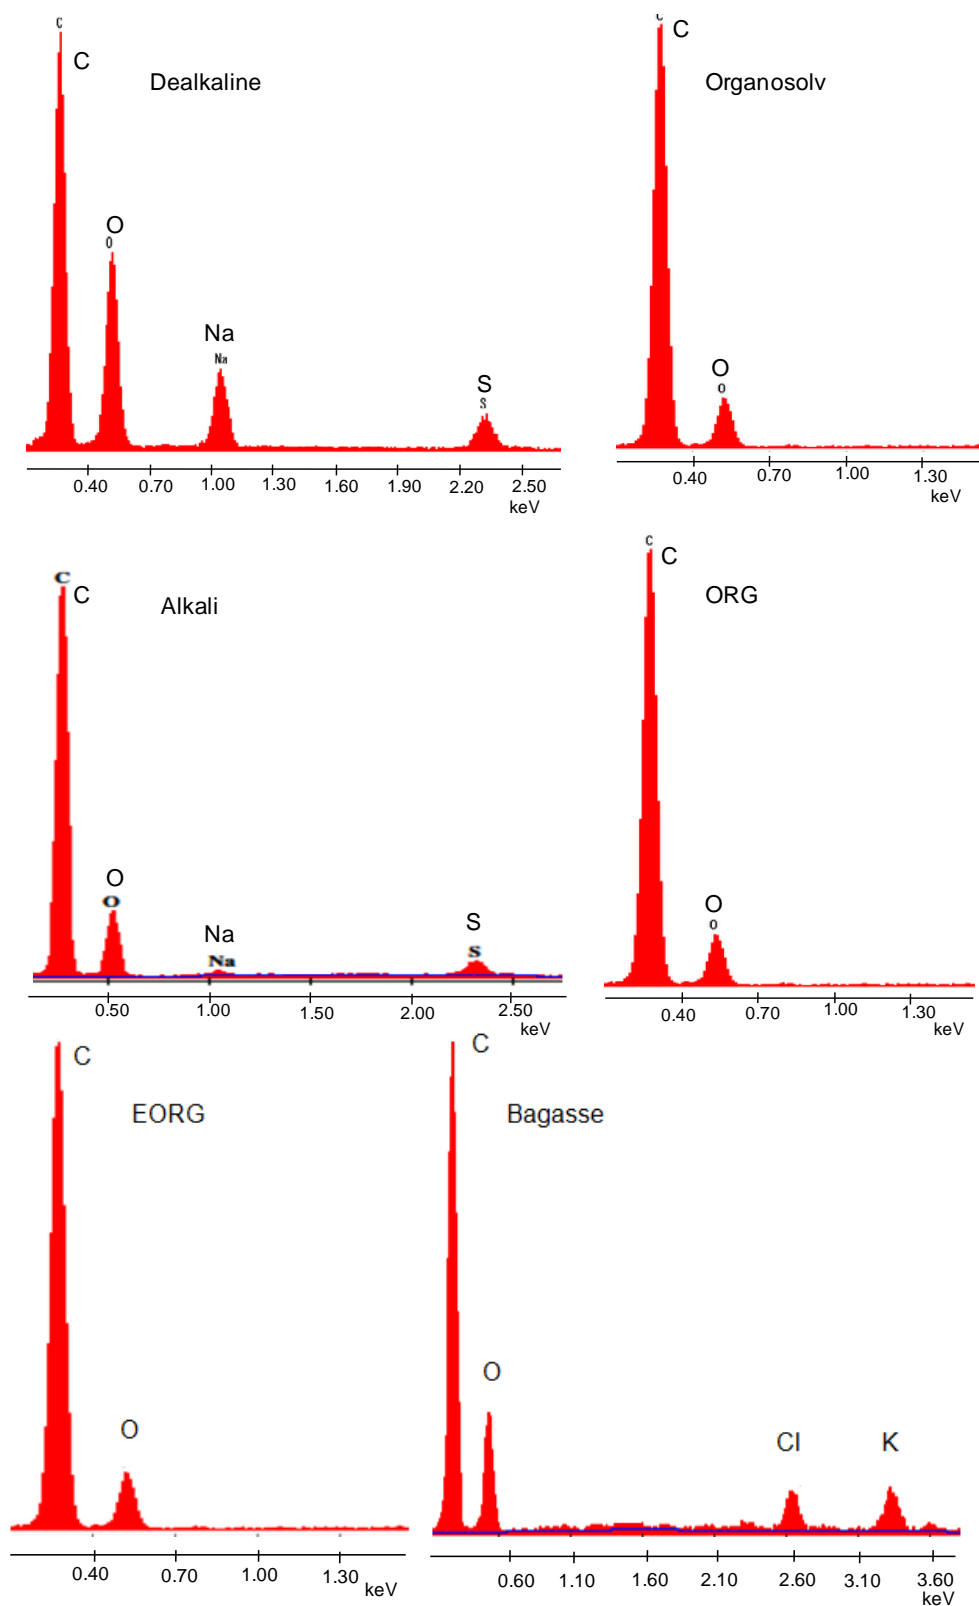 C
C
Dealkaline
O
O
Na
Na
S
S
0.40 0.70 1.00 1.30 1.60 1.90 2.20 2.50
keV
C
C
Organosolv
O
O
0.40 0.70 1.00 1.30
keV
C
C
Alkali
O
O
Na
Na
S
S
0.50 1.00 1.50 2.00 2.50
keV
C
C
ORG
O
O
0.40 0.70 1.00 1.30
keV
C
EORG
O
0.40 0.70 1.00 1.30
keV
C
Bagasse
O
Cl
K
0.60 1.10 1.60 2.10 2.60 3.10 3.60
keV